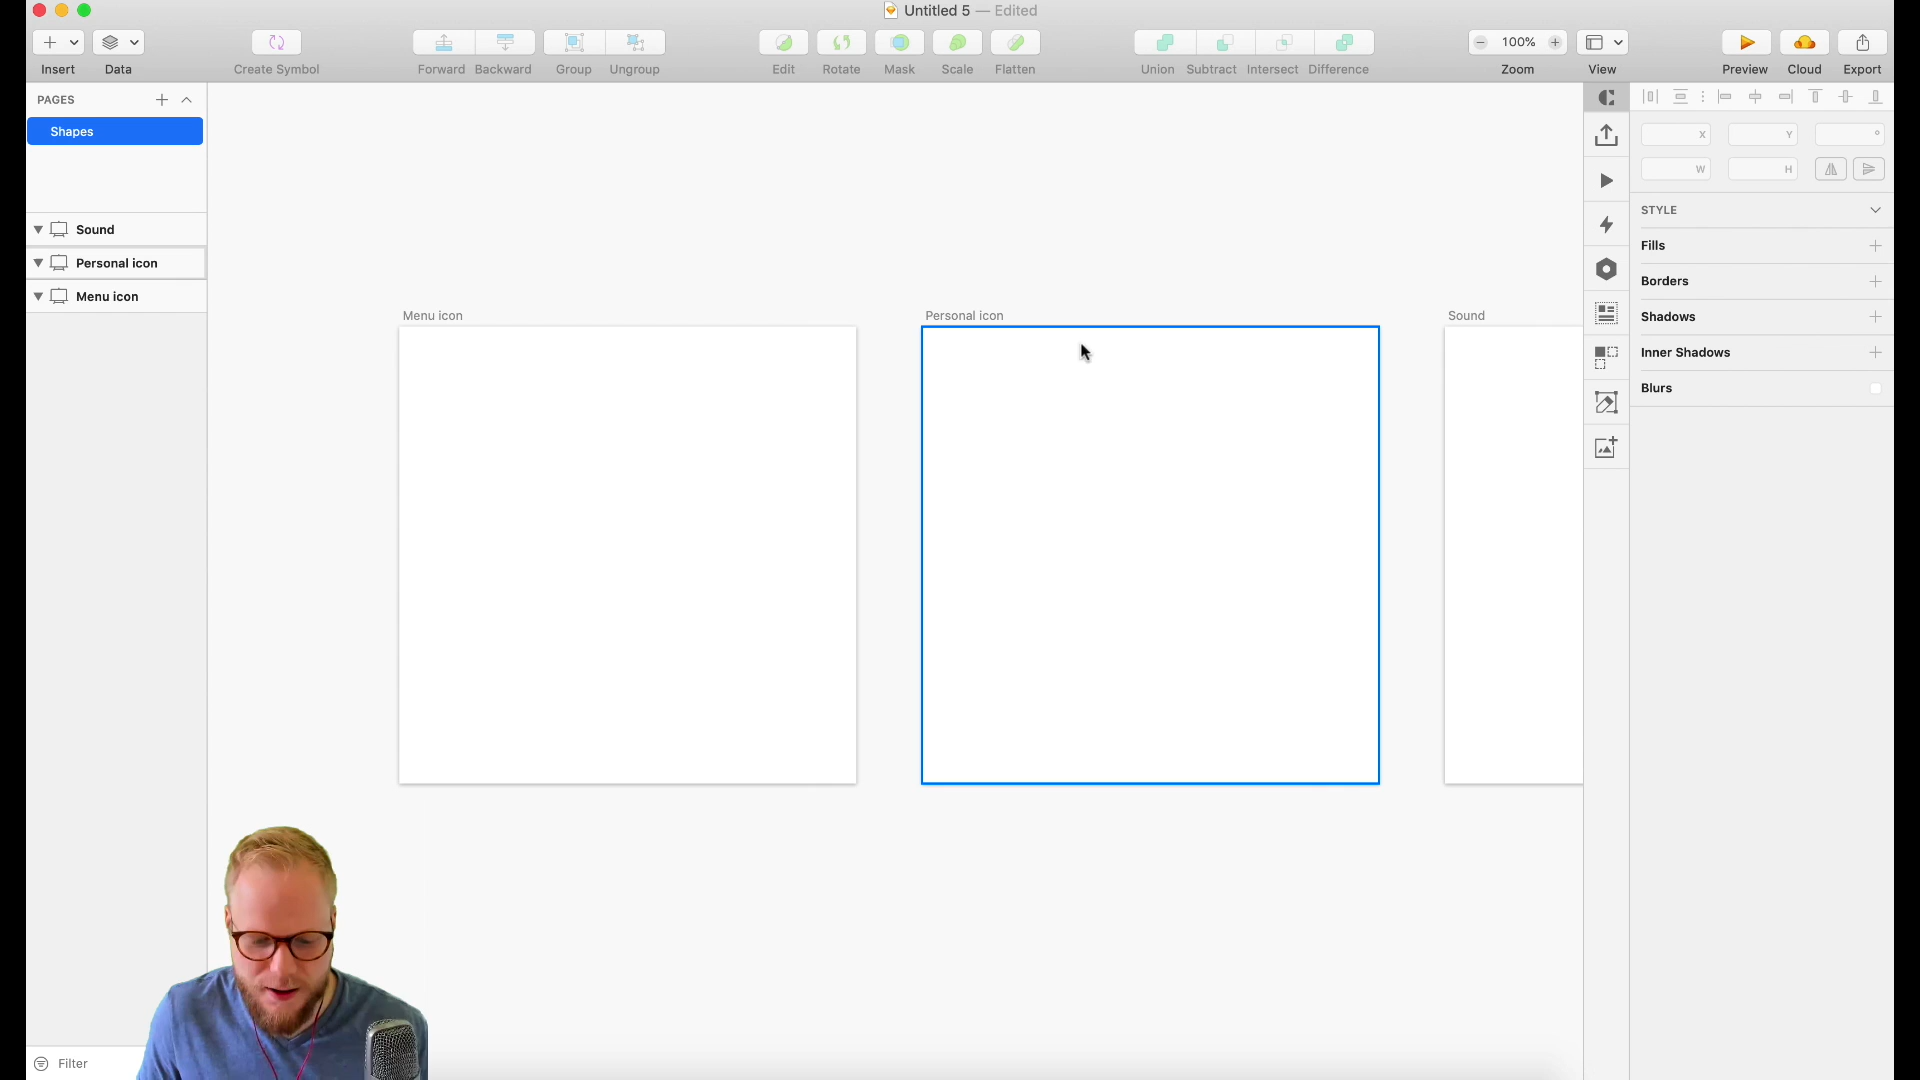 Untitled 5 — Edited
Insert
Data
Create Symbol
Forward
Backward
Group
Ungroup
Edit
Rotate
Mask
Scale
Flatten
Union
Subtract
Intersect
Difference
100%
Zoom
View
Preview
Cloud
Export
PAGES
Shapes
Sound
Personal icon
Menu icon
Filter
Menu icon
Personal icon
Sound
X
Y
°
W
H
STYLE
Fills
Borders
Shadows
Inner Shadows
Blurs